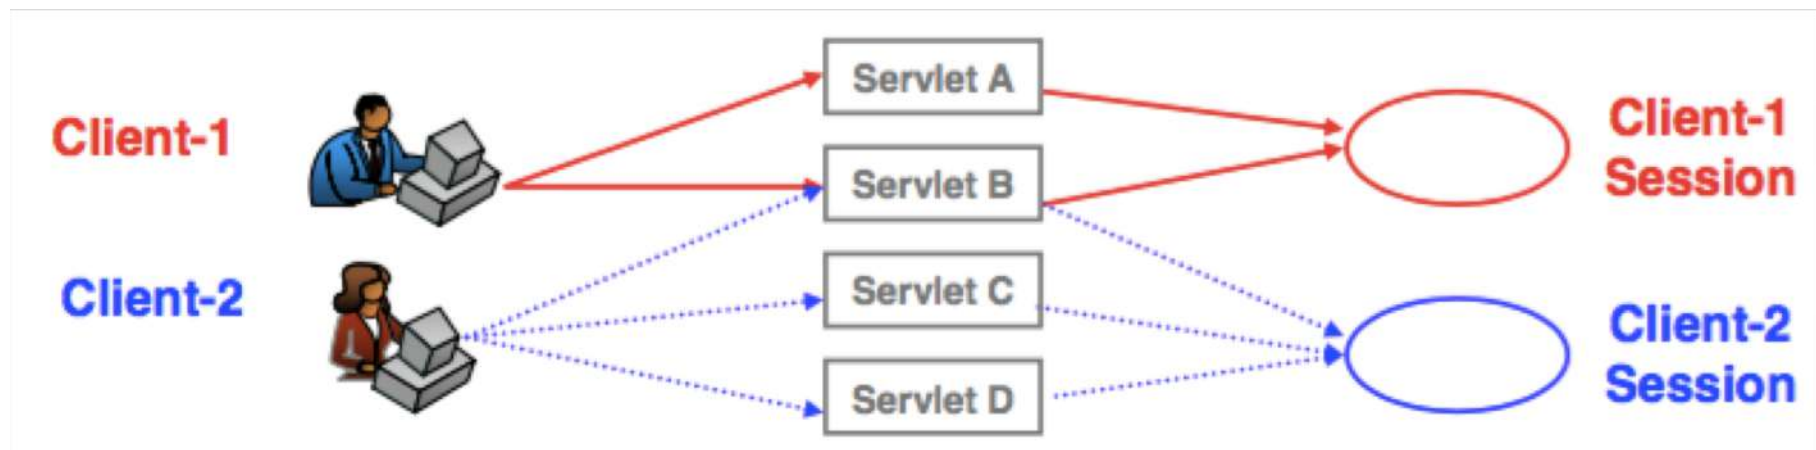 Client-1
Client-2
Servlet A
Servlet B
Servlet C
Servlet D
Client-1
Session
Client-2
Session